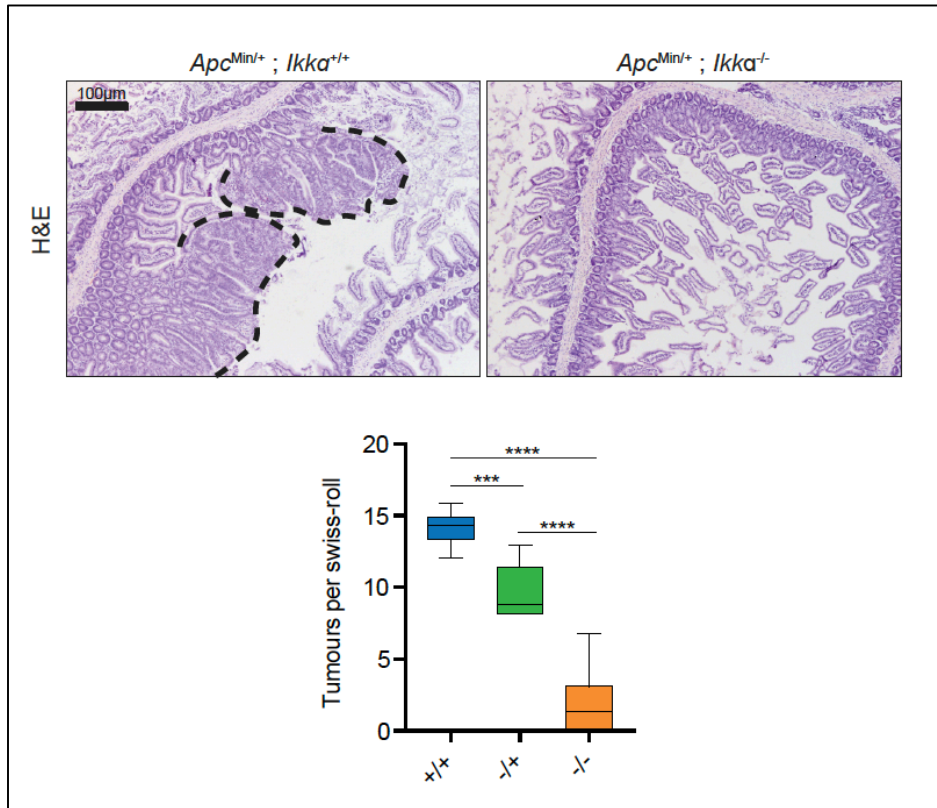 Apc^Min/+ ; Ikkα^+/+
Apc^Min/+ ; Ikkα^-/-
100µm
H&E
Tumours per swiss-roll
20
15
10
5
0
****
***
****
+/+
-/+
-/-